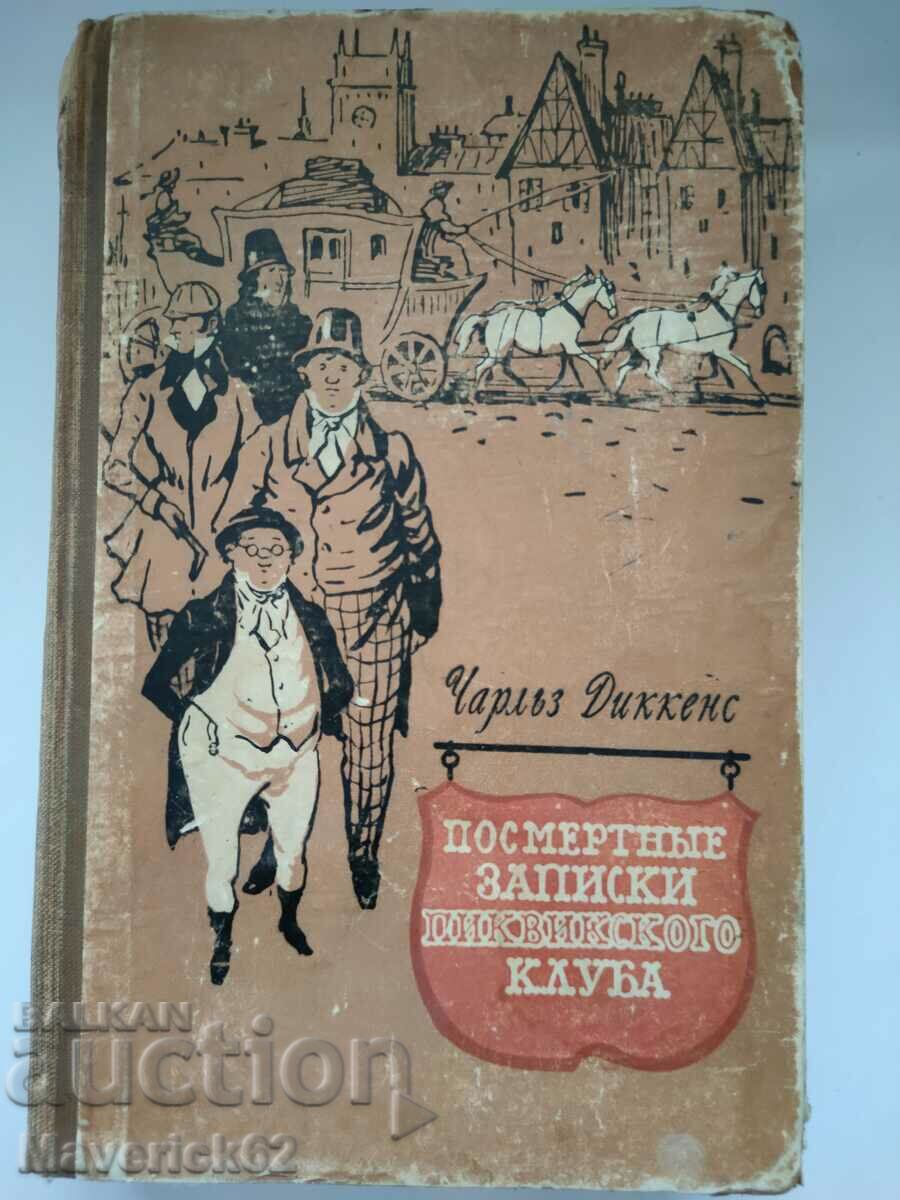 Чарльз Диккенс
ПОСМЕРТНЫЕ
ЗАПИСКИ
ПИКВИКСКОГО
КЛУБА
BALKAN
auction
Maverick62